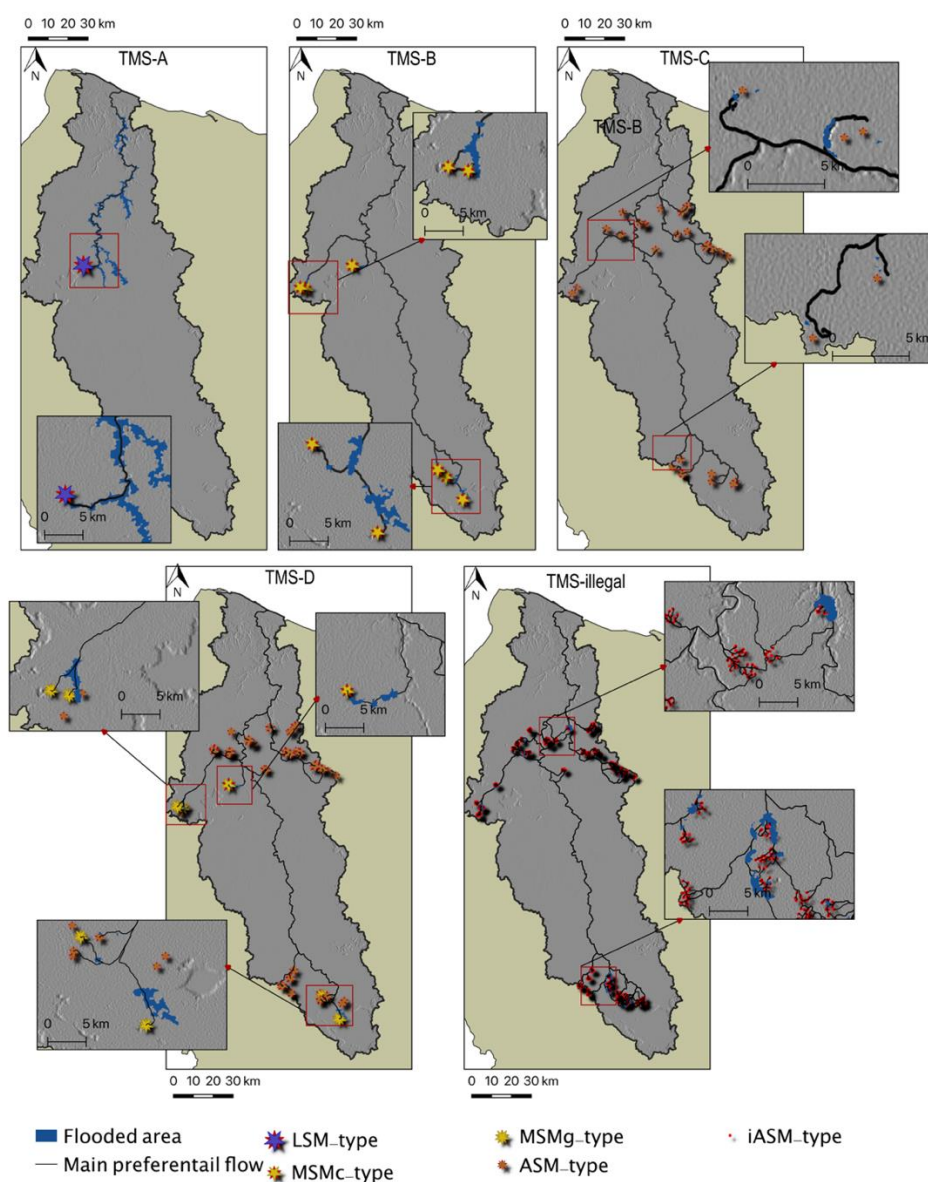 0 10 20 30 km
0 10 20 30 km
0 10 20 30 km
TMS-A
TMS-B
TMS-C
N
N
N
TMS-B
0 5 km
0 5 km
0 5 km
0 5 km
0 5 km
TMS-D
TMS-illegal
N
N
0 5 km
0 5 km
0 5 km
0 5 km
0 5 km
0 10 20 30 km
0 10 20 30 km
Flooded area
LSM_type
MSMg_type
iASM_type
Main preferentail flow
MSMc_type
ASM_type